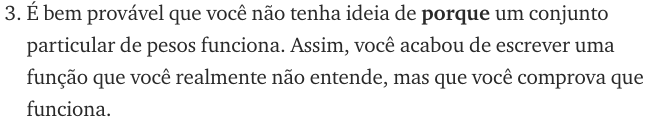 3. É bem provável que você não tenha ideia de porque um conjunto
particular de pesos funciona. Assim, você acabou de escrever uma
função que você realmente não entende, mas que você comprova que
funciona.